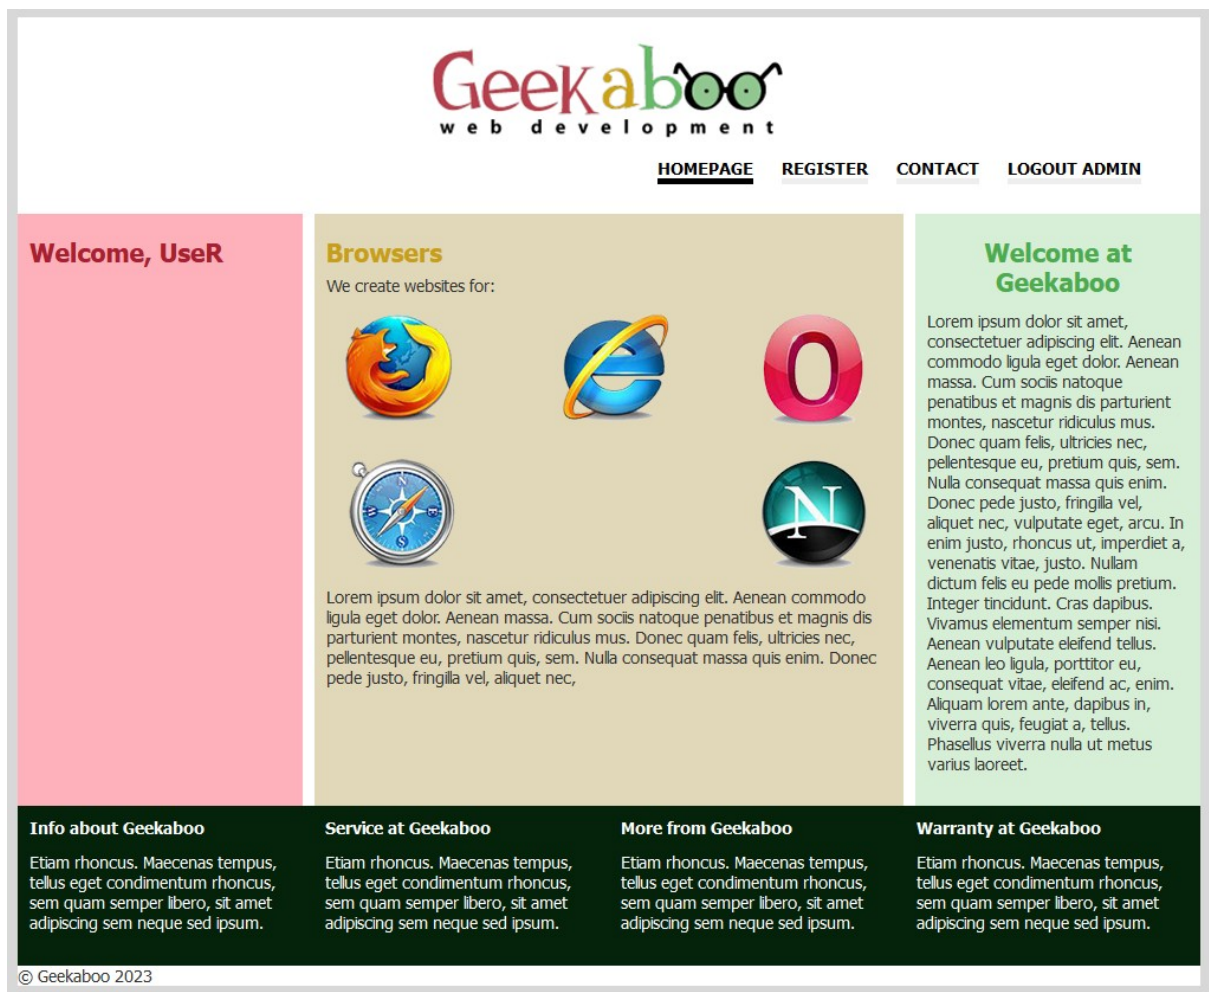 Geekaboo
web development
HOMEPAGE REGISTER CONTACT LOGOUT ADMIN
Welcome, UseR
Browsers
We create websites for:
e
O
N E S W
N
Lorem ipsum dolor sit amet, consectetuer adipiscing elit. Aenean commodo
ligula eget dolor. Aenean massa. Cum sociis natoque penatibus et magnis dis
parturient montes, nascetur ridiculus mus. Donec quam felis, ultricies nec,
pellentesque eu, pretium quis, sem. Nulla consequat massa quis enim. Donec
pede justo, fringilla vel, aliquet nec,
Welcome at
Geekaboo
Lorem ipsum dolor sit amet,
consectetuer adipiscing elit. Aenean
commodo ligula eget dolor. Aenean
massa. Cum sociis natoque
penatibus et magnis dis parturient
montes, nascetur ridiculus mus.
Donec quam felis, ultricies nec,
pellentesque eu, pretium quis, sem.
Nulla consequat massa quis enim.
Donec pede justo, fringilla vel,
aliquet nec, vulputate eget, arcu. In
enim justo, rhoncus ut, imperdiet a,
venenatis vitae, justo. Nullam
dictum felis eu pede mollis pretium.
Integer tincidunt. Cras dapibus.
Vivamus elementum semper nisi.
Aenean vulputate eleifend tellus.
Aenean leo ligula, porttitor eu,
consequat vitae, eleifend ac, enim.
Aliquam lorem ante, dapibus in,
viverra quis, feugiat a, tellus.
Phasellus viverra nulla ut metus
varius laoreet.
Info about Geekaboo
Etiam rhoncus. Maecenas tempus,
tellus eget condimentum rhoncus,
sem quam semper libero, sit amet
adipiscing sem neque sed ipsum.
Service at Geekaboo
Etiam rhoncus. Maecenas tempus,
tellus eget condimentum rhoncus,
sem quam semper libero, sit amet
adipiscing sem neque sed ipsum.
More from Geekaboo
Etiam rhoncus. Maecenas tempus,
tellus eget condimentum rhoncus,
sem quam semper libero, sit amet
adipiscing sem neque sed ipsum.
Warranty at Geekaboo
Etiam rhoncus. Maecenas tempus,
tellus eget condimentum rhoncus,
sem quam semper libero, sit amet
adipiscing sem neque sed ipsum.
© Geekaboo 2023